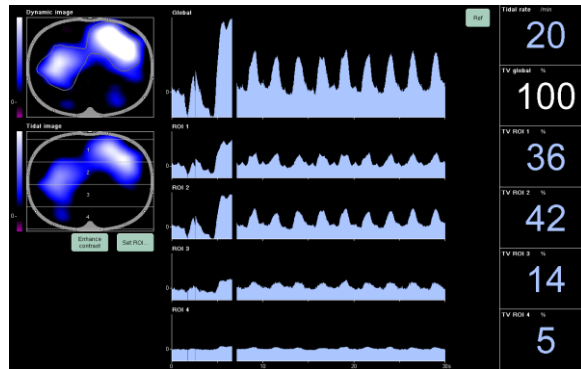 Dynamic image
0
Tidal image
1
2
3
4
0
Enhance
contrast
Set ROI...
Global
Ref
0
ROI 1
0
ROI 2
0
ROI 3
0
ROI 4
0
0
10
20
30s
Tidal rate /min
20
TV global %
100
TV ROI 1 %
36
TV ROI 2 %
42
TV ROI 3 %
14
TV ROI 4 %
5